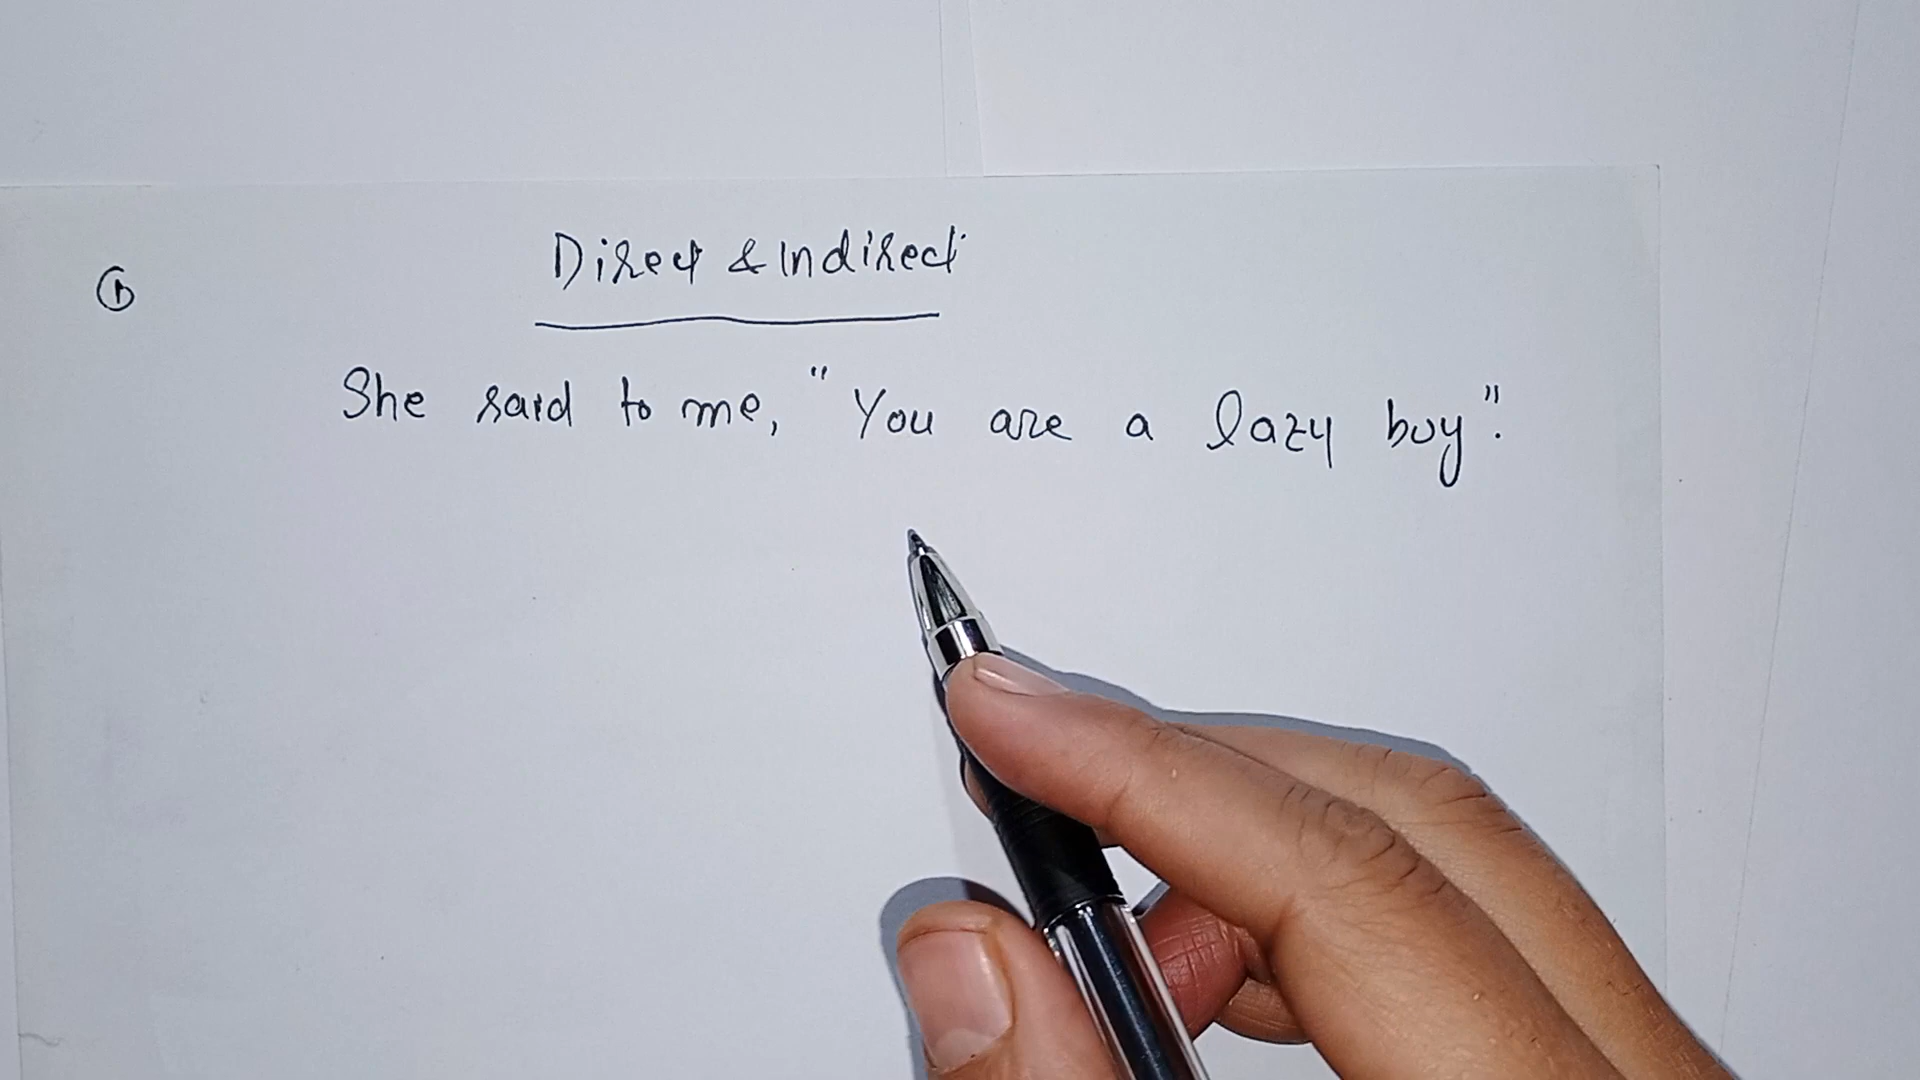 Direct & Indirect
①
She said to me, "You are a lazy boy".